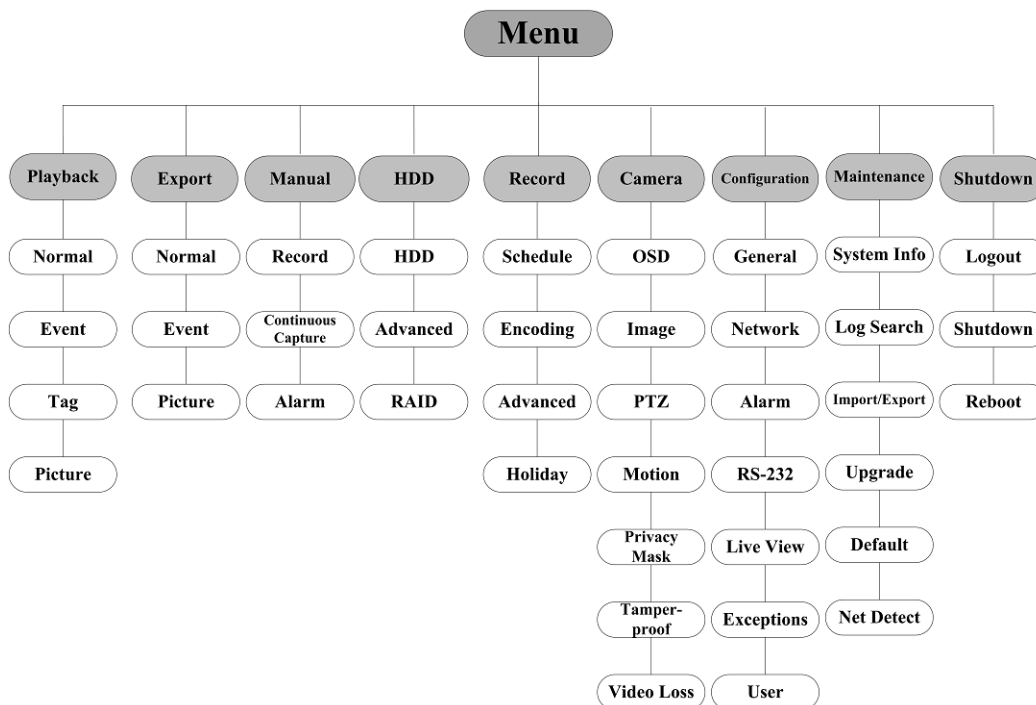 Menu
Playback
Export
Manual
HDD
Record
Camera
Configuration
Maintenance
Shutdown
Normal
Normal
Record
HDD
Schedule
OSD
General
System Info
Logout
Event
Event
Continuous
Capture
Advanced
Encoding
Image
Network
Log Search
Shutdown
Tag
Picture
Alarm
RAID
Advanced
PTZ
Alarm
Import/Export
Reboot
Picture
Holiday
Motion
RS-232
Upgrade
Privacy
Mask
Live View
Default
Tamper-
proof
Exceptions
Net Detect
Video Loss
User